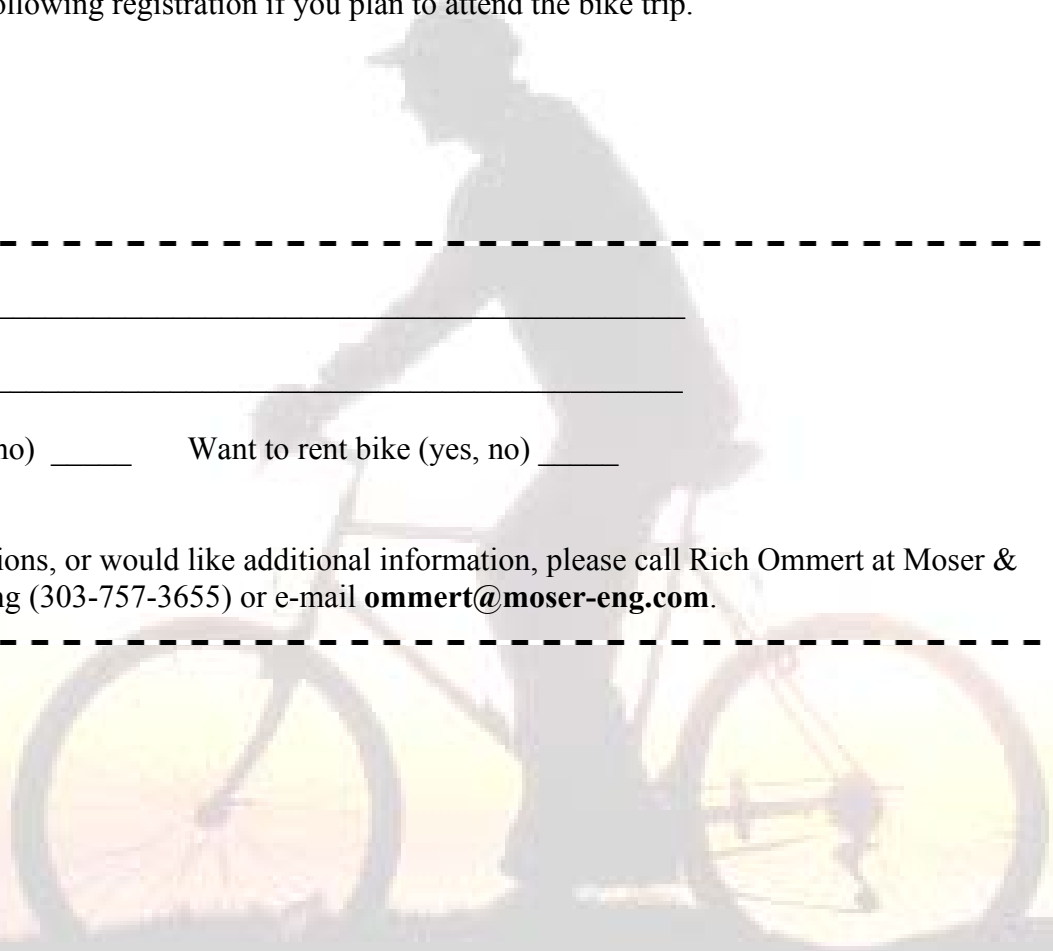 ollowing registration if you plan to attend the bike trip.
no) _____ Want to rent bike (yes, no) _____
ions, or would like additional information, please call Rich Ommert at Moser &
ng (303-757-3655) or e-mail ommert@moser-eng.com.